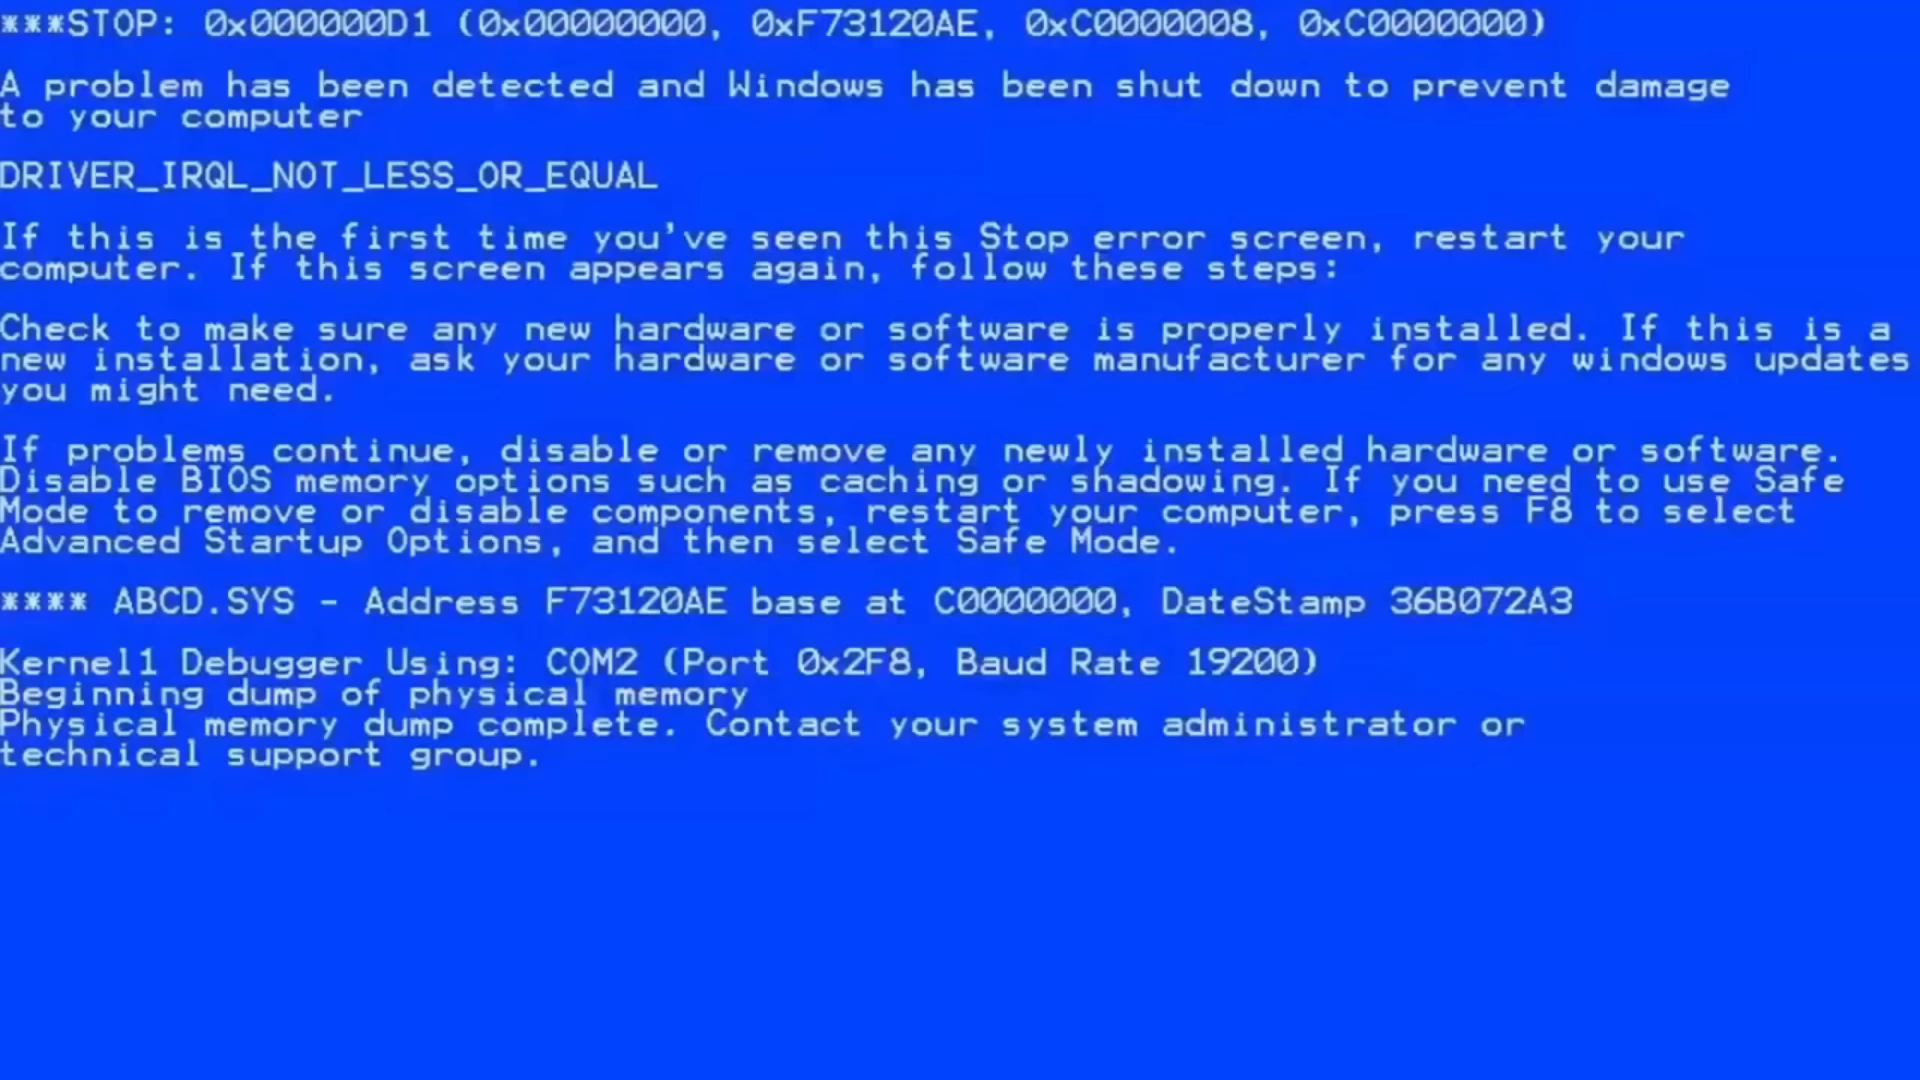 ***STOP: 0x000000D1 (0x00000000, 0xF73120AE, 0xC0000008, 0xC0000000)
A problem has been detected and Windows has been shut down to prevent damage
to your computer
DRIVER_IRQL_NOT_LESS_OR_EQUAL
If this is the first time you've seen this Stop error screen, restart your
computer. If this screen appears again, follow these steps:
Check to make sure any new hardware or software is properly installed. If this is a
new installation, ask your hardware or software manufacturer for any windows updates
you might need.
If problems continue, disable or remove any newly installed hardware or software.
Disable BIOS memory options such as caching or shadowing. If you need to use Safe
Mode to remove or disable components, restart your computer, press F8 to select
Advanced Startup Options, and then select Safe Mode.
**** ABCD.SYS - Address F73120AE base at C0000000, DateStamp 36B072A3
Kernel1 Debugger Using: COM2 (Port 0x2F8, Baud Rate 19200)
Beginning dump of physical memory
Physical memory dump complete. Contact your system administrator or
technical support group.